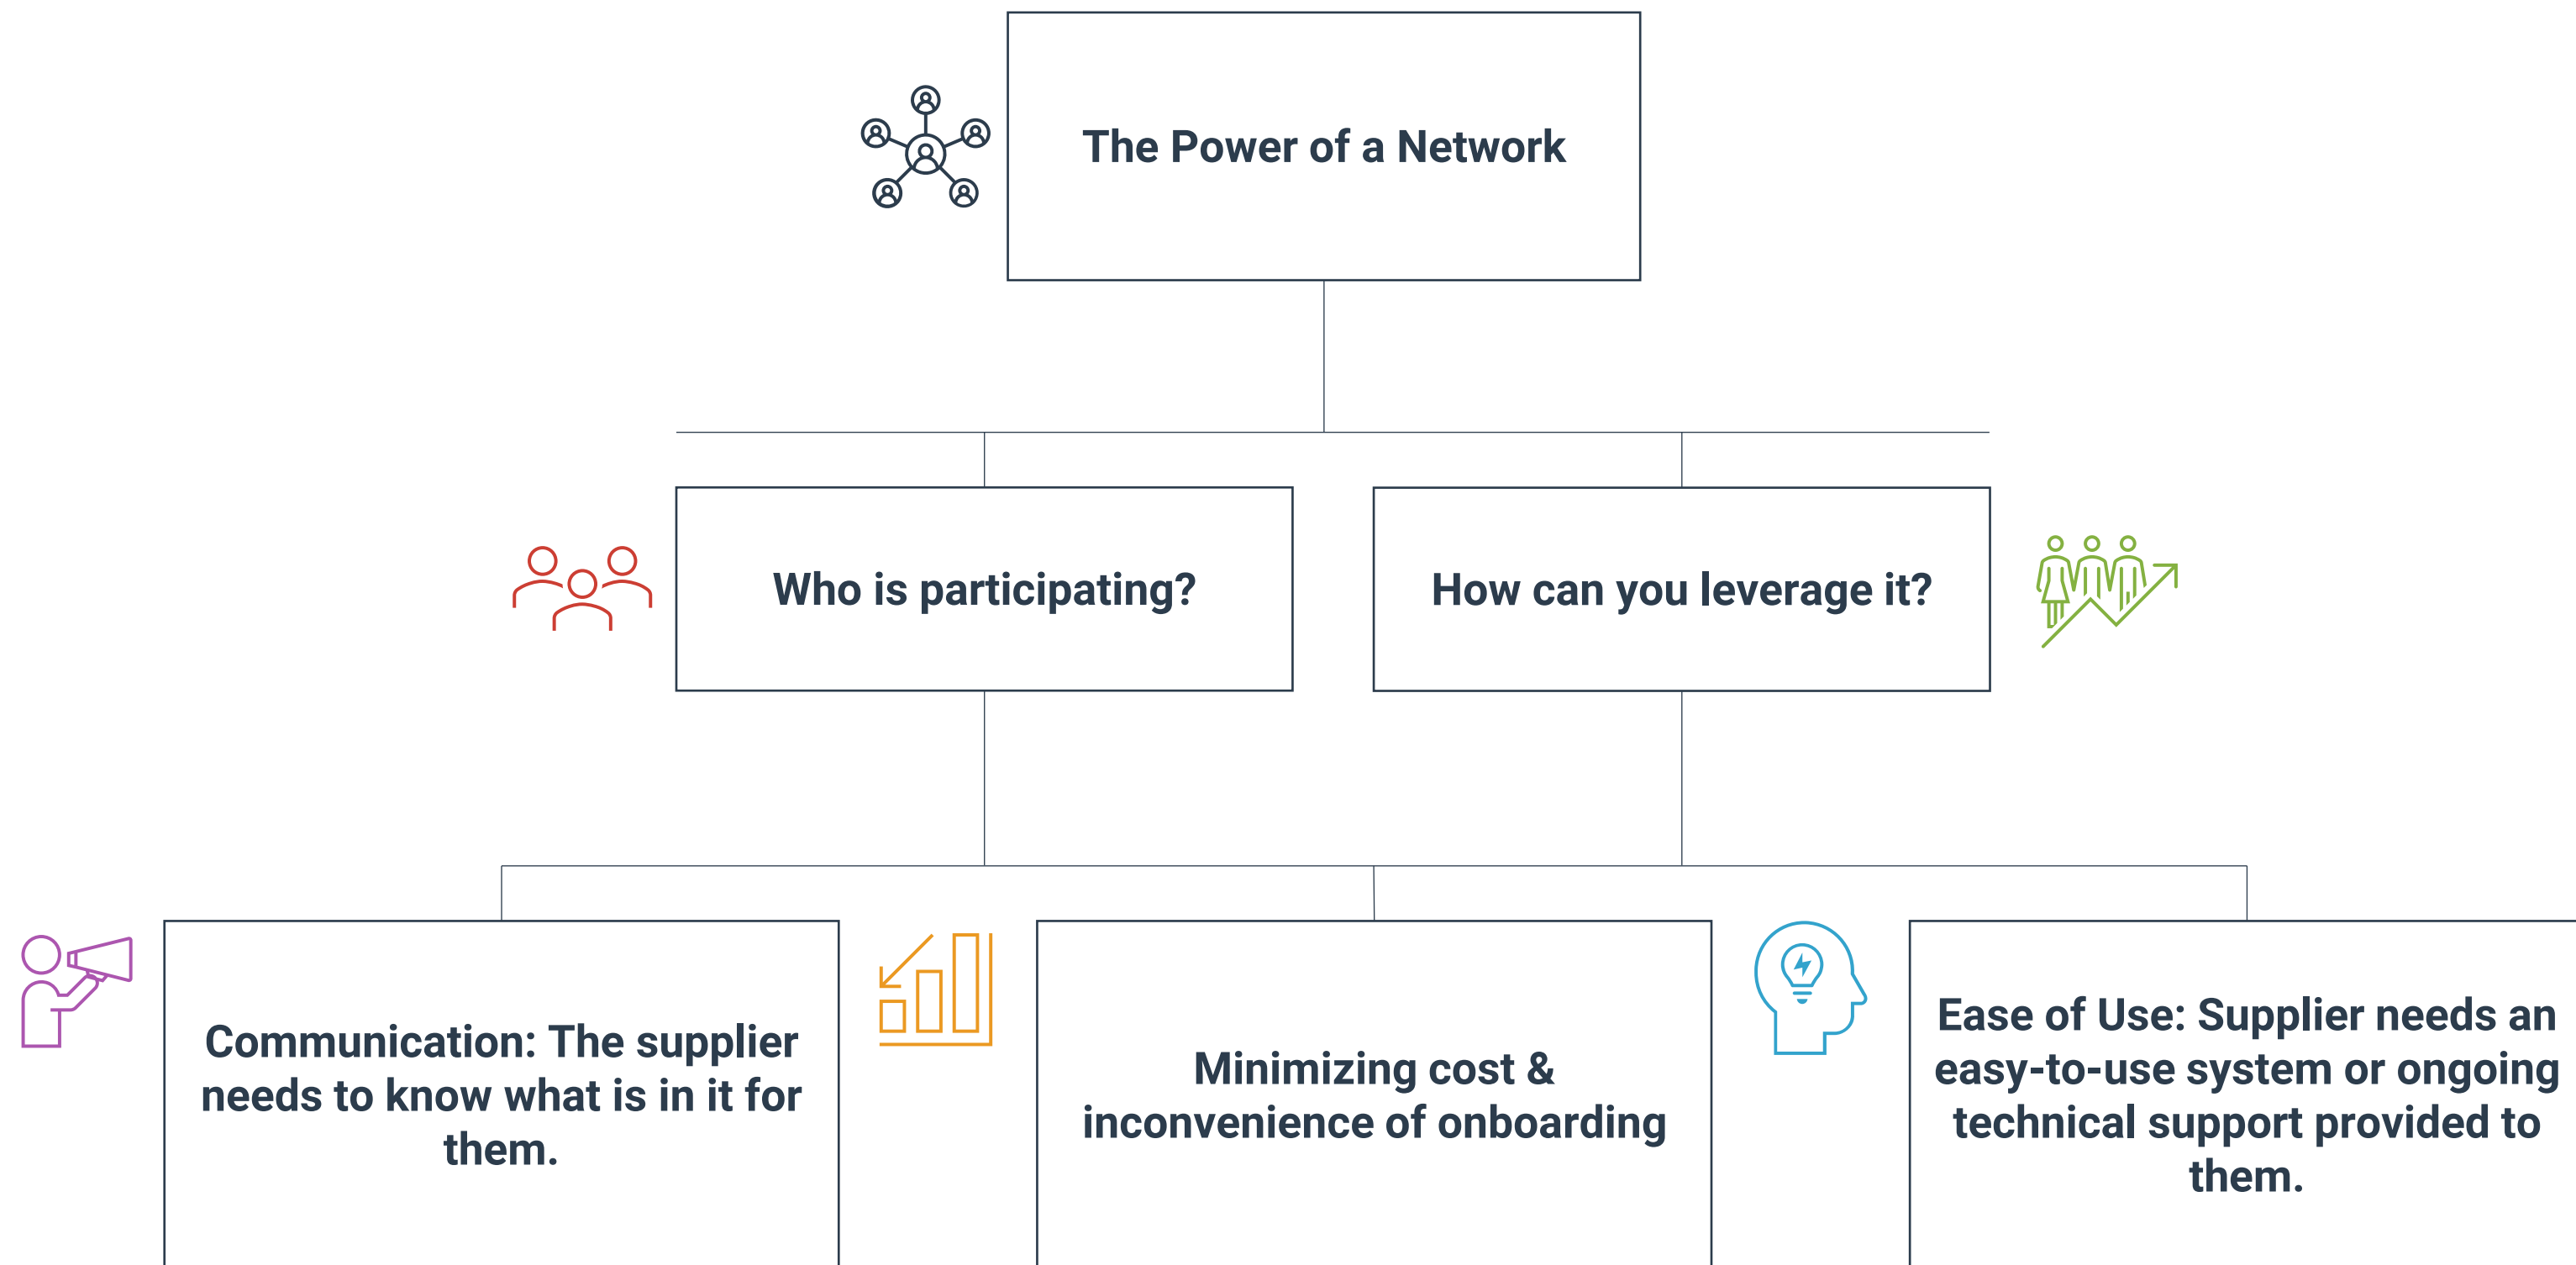 The Power of a Network
Who is participating?
How can you leverage it?
Communication: The supplier
needs to know what is in it for
them.
Minimizing cost &
inconvenience of onboarding
Ease of Use: Supplier needs an
easy-to-use system or ongoing
technical support provided to
them.